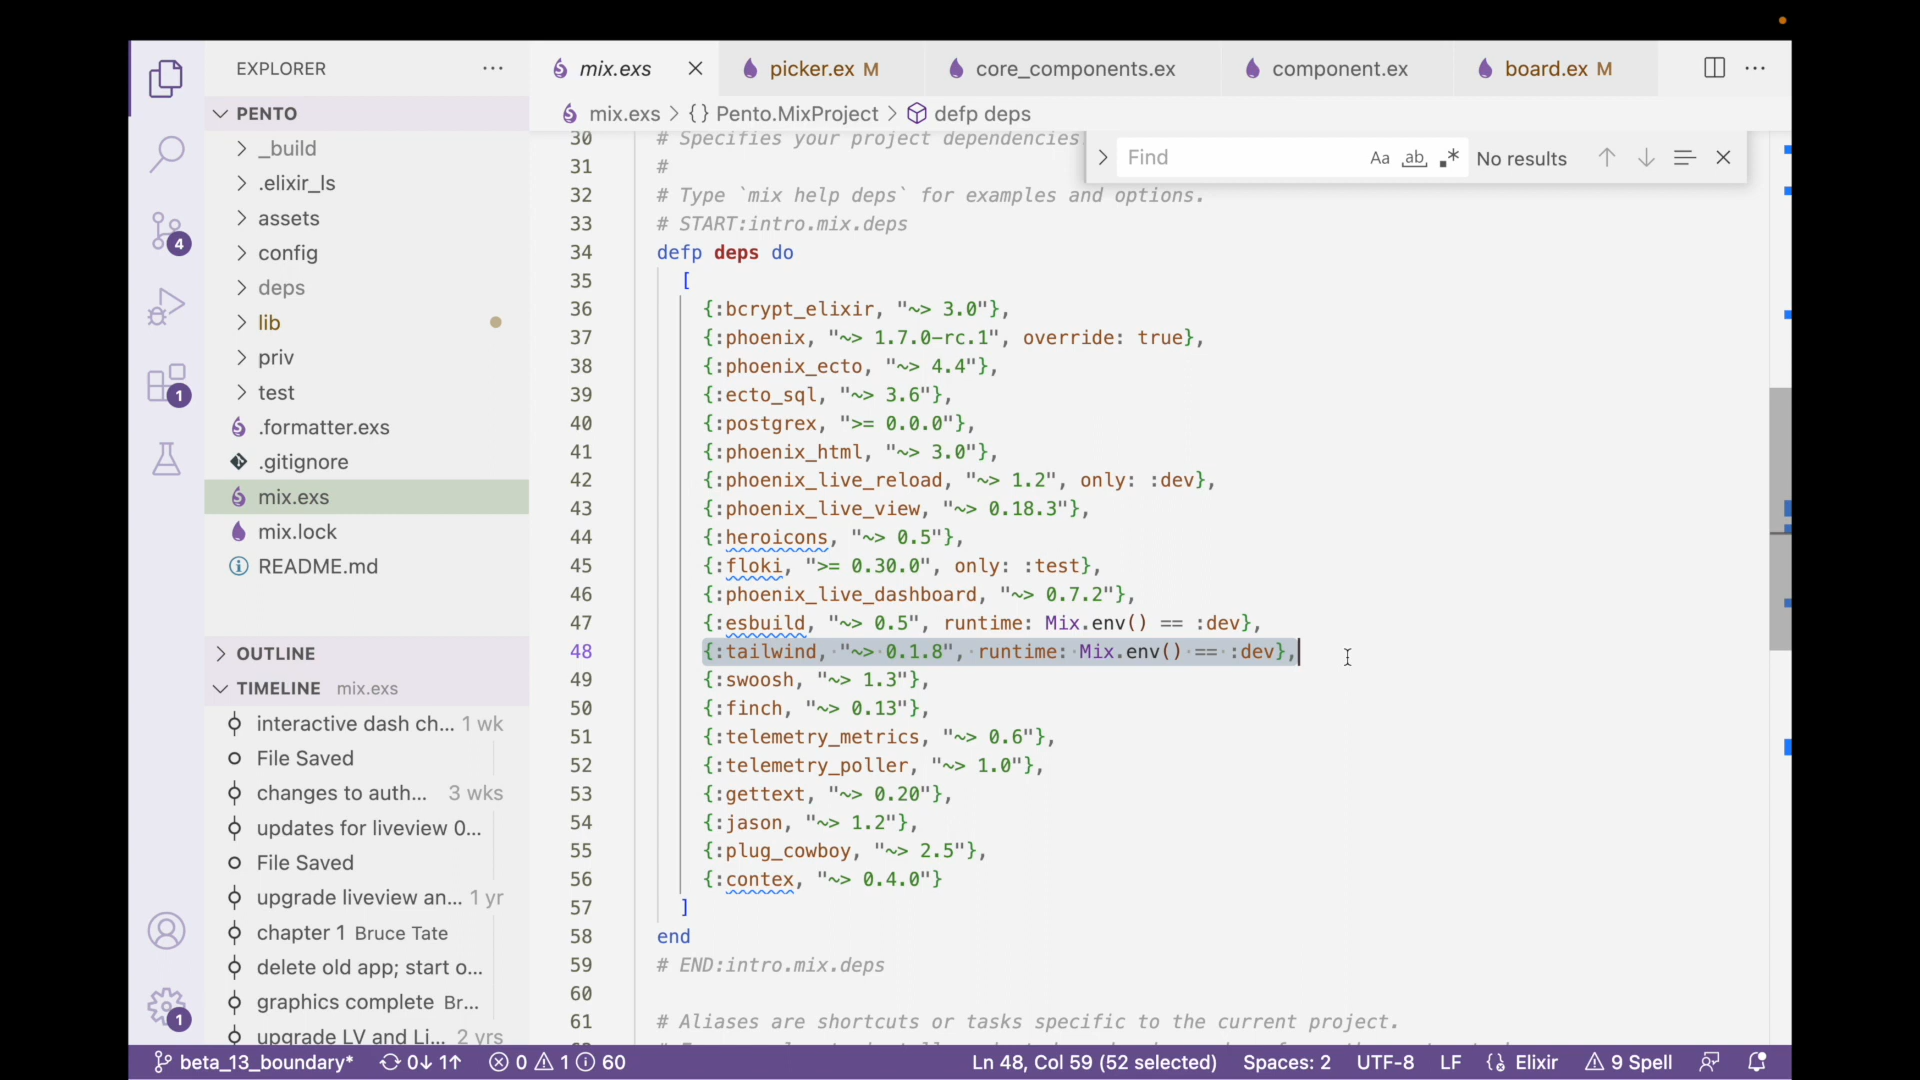 EXPLORER
PENTO
_build
.elixir_ls
assets
config
deps
lib
priv
test
.formatter.exs
.gitignore
mix.exs
mix.lock
README.md
OUTLINE
TIMELINE mix.exs
interactive dash ch... 1 wk
File Saved
changes to auth... 3 wks
updates for liveview 0...
File Saved
upgrade liveview an... 1 yr
chapter 1 Bruce Tate
delete old app; start o...
graphics complete Br...
upgrade LV and Li... 2 yrs
4
1
1
mix.exs
picker.ex M
core_components.ex
component.ex
board.ex M
mix.exs > {} Pento.MixProject > defp deps
Find Aa ab .* No results
30 # Specifies your project dependencies
31 #
32 # Type `mix help deps` for examples and options.
33 # START:intro.mix.deps
34 defp deps do
35 [
36 {:bcrypt_elixir, "~> 3.0"},
37 {:phoenix, "~> 1.7.0-rc.1", override: true},
38 {:phoenix_ecto, "~> 4.4"},
39 {:ecto_sql, "~> 3.6"},
40 {:postgrex, ">= 0.0.0"},
41 {:phoenix_html, "~> 3.0"},
42 {:phoenix_live_reload, "~> 1.2", only: :dev},
43 {:phoenix_live_view, "~> 0.18.3"},
44 {:heroicons, "~> 0.5"},
45 {:floki, ">= 0.30.0", only: :test},
46 {:phoenix_live_dashboard, "~> 0.7.2"},
47 {:esbuild, "~> 0.5", runtime: Mix.env() == :dev},
48 {:tailwind, "~> 0.1.8", runtime: Mix.env() == :dev},
49 {:swoosh, "~> 1.3"},
50 {:finch, "~> 0.13"},
51 {:telemetry_metrics, "~> 0.6"},
52 {:telemetry_poller, "~> 1.0"},
53 {:gettext, "~> 0.20"},
54 {:jason, "~> 1.2"},
55 {:plug_cowboy, "~> 2.5"},
56 {:contex, "~> 0.4.0"}
57 ]
58 end
59 # END:intro.mix.deps
60
61 # Aliases are shortcuts or tasks specific to the current project.
beta_13_boundary* 0↓ 1↑ 0 1 60
Ln 48, Col 59 (52 selected) Spaces: 2 UTF-8 LF Elixir 9 Spell